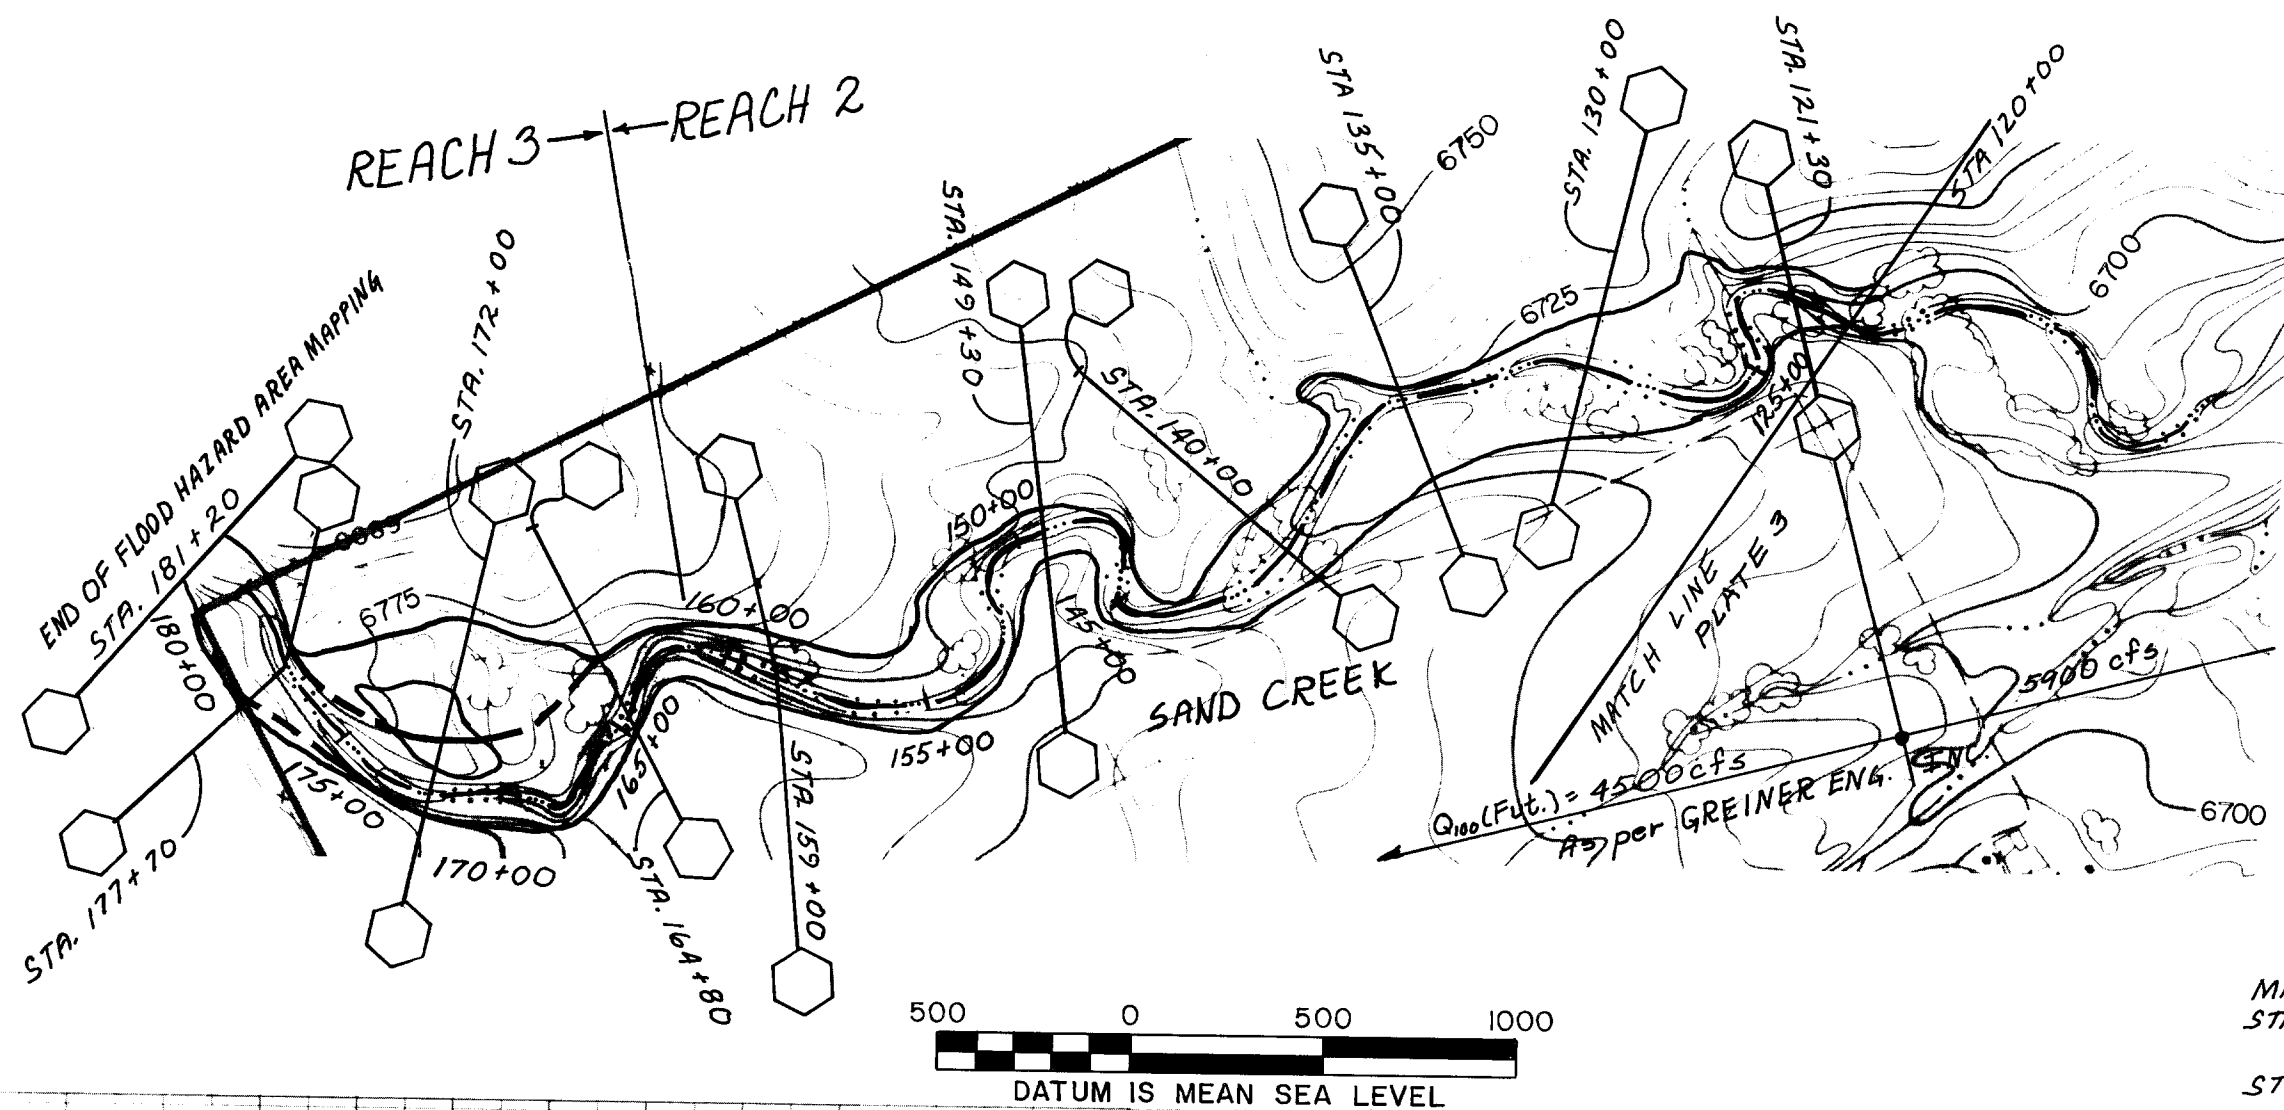 REACH 3
REACH 2
END OF FLOOD HAZARD AREA MAPPING
STA. 181+20
180+00
STA. 177+70
175+00
STA. 172+00
170+00
6775
165+00
STA. 164+80
160+00
STA. 159+00
155+00
STA. 149+30
150+00
145+00
STA. 140+00
STA 135+00
6750
STA. 130+00
6725
STA. 121+30
STA 120+00
125+00
6700
SAND CREEK
MATCH LINE
PLATE 3
5900 cfs
Q100 (Fut.) = 4500 cfs
As per GREINER ENG. INC.
6700
500 0 500 1000
DATUM IS MEAN SEA LEVEL